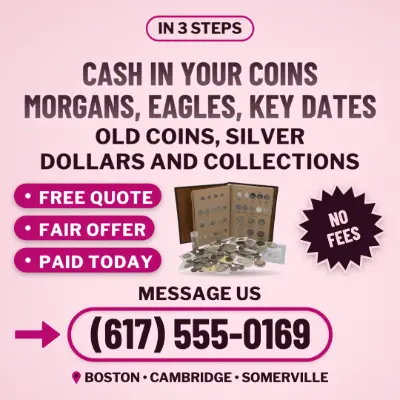 IN 3 STEPS
CASH IN YOUR COINS
MORGANS, EAGLES, KEY DATES
OLD COINS, SILVER
DOLLARS AND COLLECTIONS
• FREE QUOTE
• FAIR OFFER
• PAID TODAY
NO
FEES
MESSAGE US
(617) 555-0169
BOSTON • CAMBRIDGE • SOMERVILLE